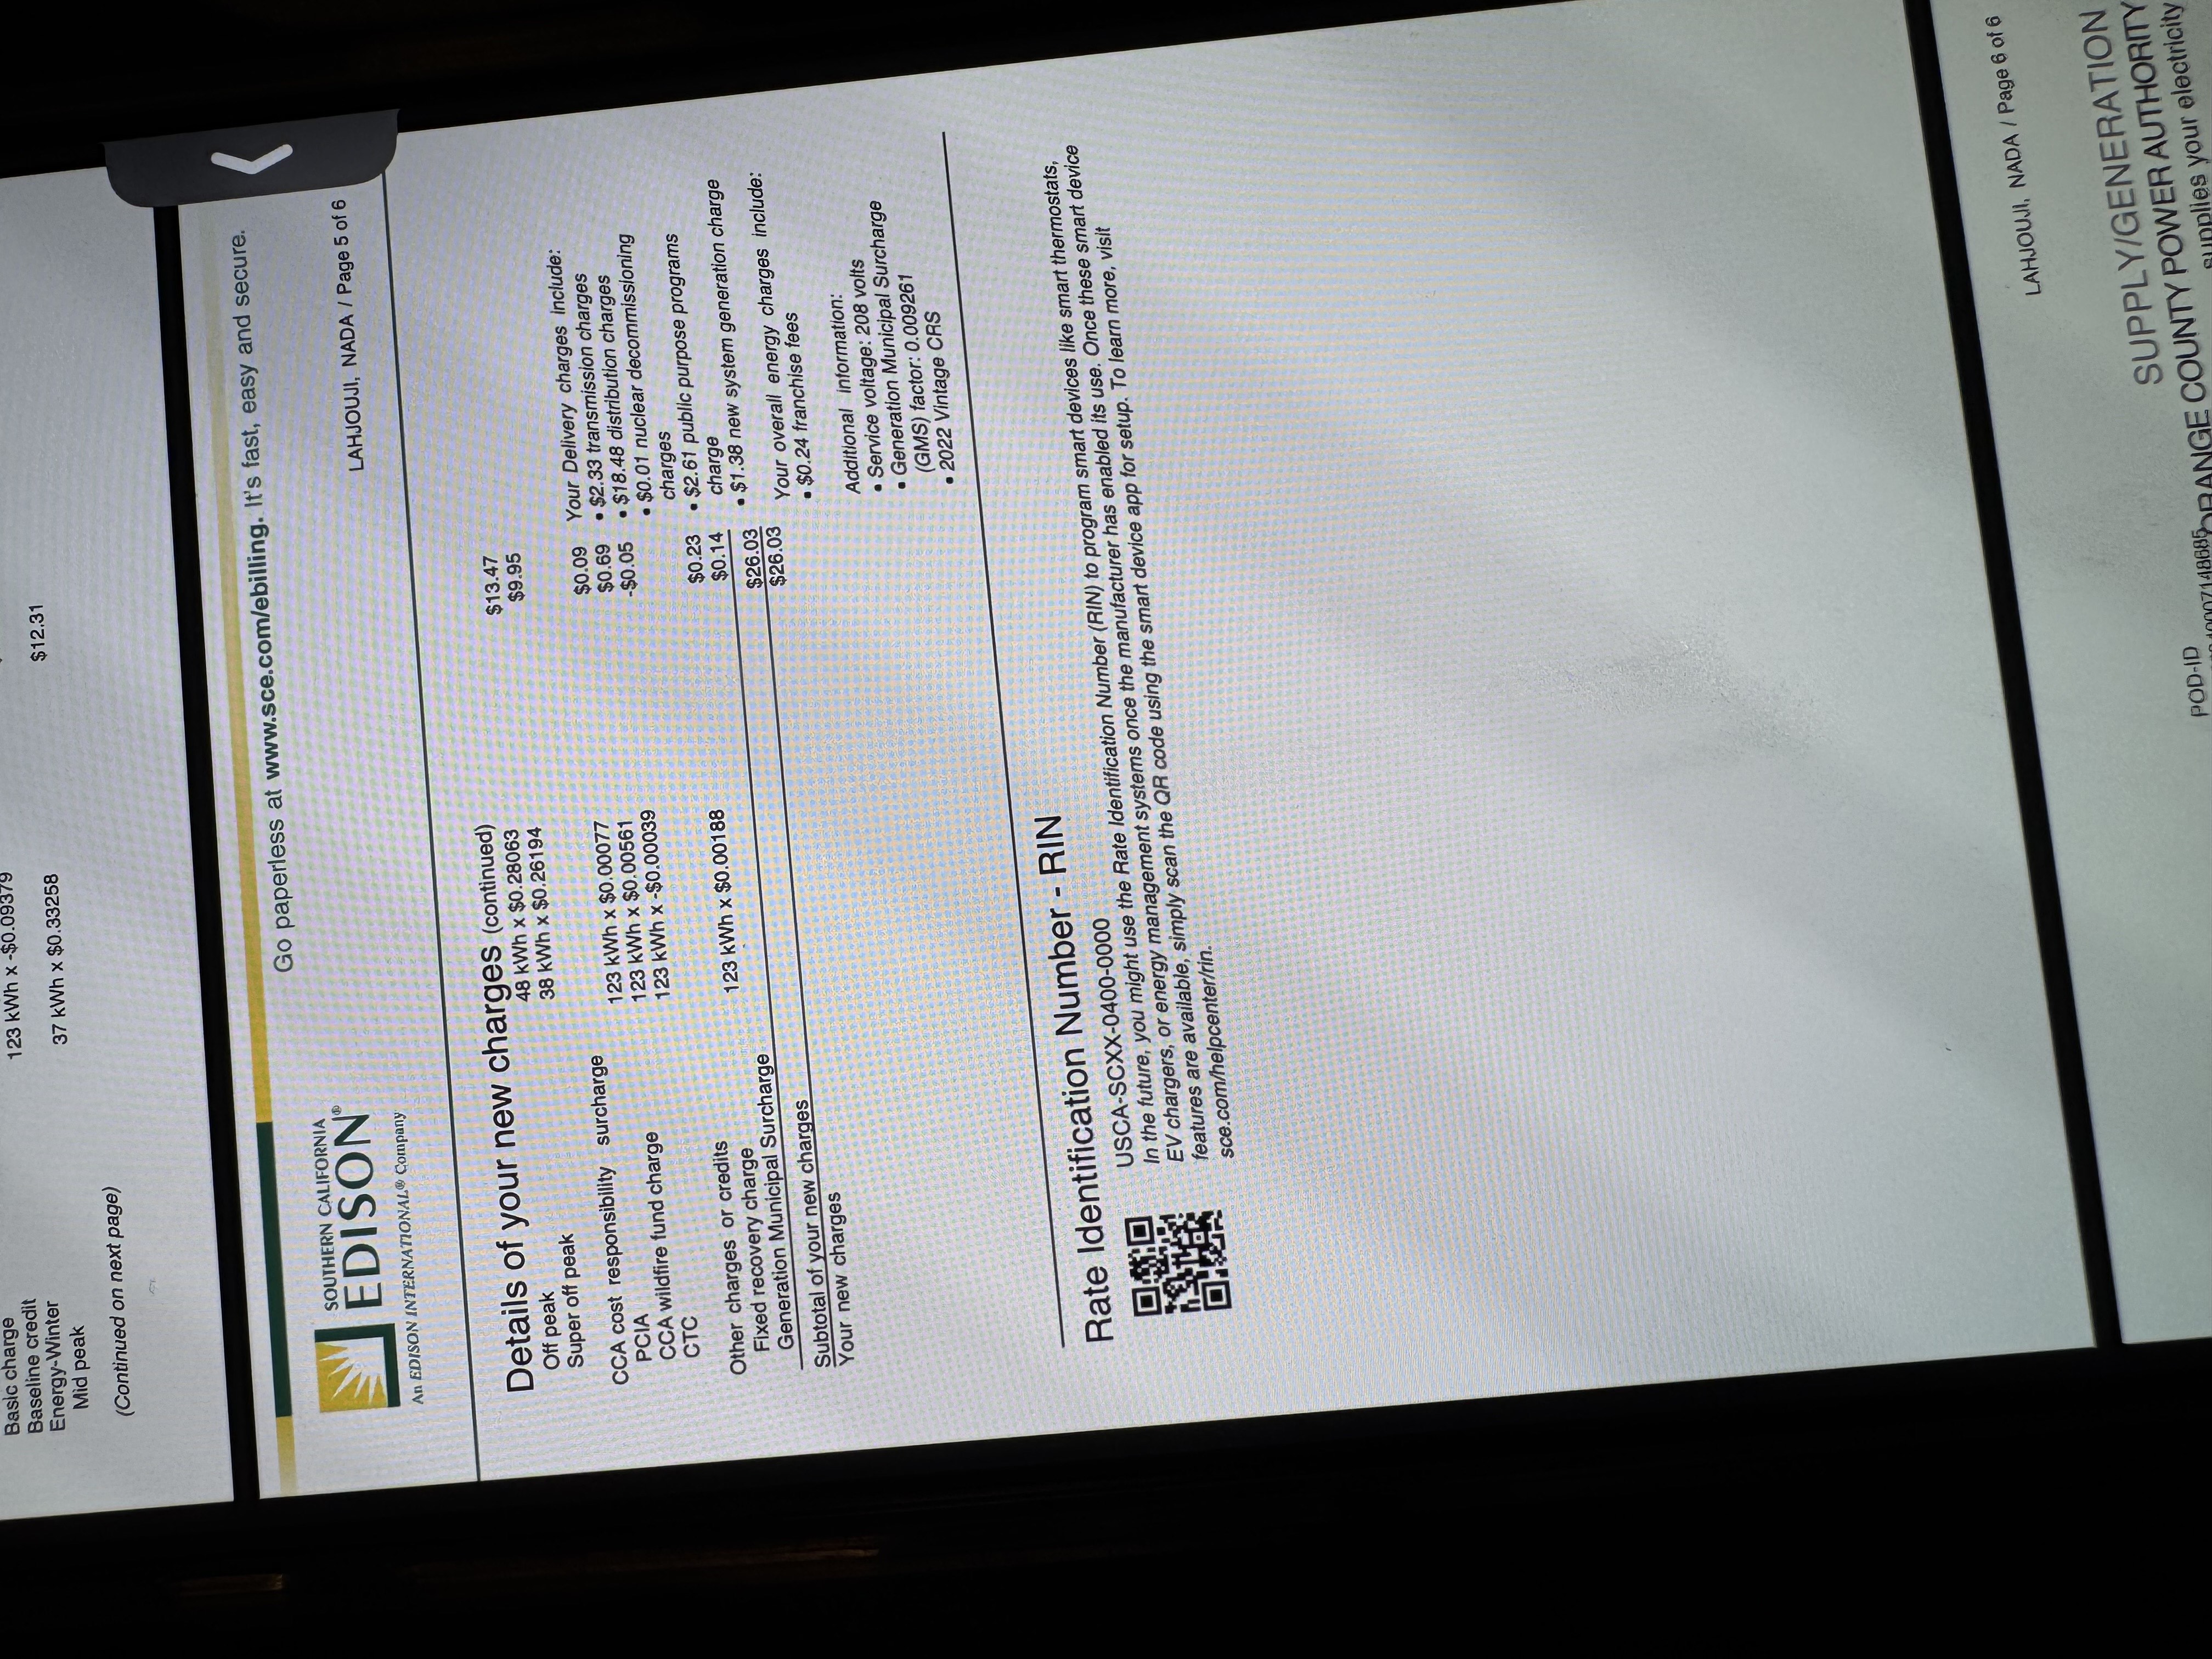 Basic charge
Baseline credit 123 kWh x -$0.09379
Energy-Winter
Mid peak 37 kWh x $0.33258 $12.31
(Continued on next page)
Go paperless at www.sce.com/ebilling. It's fast, easy and secure.
SOUTHERN CALIFORNIA
EDISON®
An EDISON INTERNATIONAL® Company
LAHJOUJI, NADA / Page 5 of 6
Details of your new charges (continued)
Off peak 48 kWh x $0.28063 $13.47
Super off peak 38 kWh x $0.26194 $9.95
CCA cost responsibility surcharge
PCIA 123 kWh x $0.00077 $0.09
CCA wildfire fund charge 123 kWh x $0.00561 $0.69
CTC 123 kWh x -$0.00039 -$0.05
Other charges or credits
Fixed recovery charge 123 kWh x $0.00188 $0.23
Generation Municipal Surcharge $0.14
Subtotal of your new charges $26.03
Your new charges $26.03
Your Delivery charges include:
• $2.33 transmission charges
• $18.48 distribution charges
• $0.01 nuclear decommissioning
charges
• $2.61 public purpose programs
charge
• $1.38 new system generation charge
Your overall energy charges include:
• $0.24 franchise fees
Additional information:
• Service voltage: 208 volts
• Generation Municipal Surcharge
(GMS) factor: 0.009261
• 2022 Vintage CRS
Rate Identification Number - RIN
USCA-SCXX-0400-0000
In the future, you might use the Rate Identification Number (RIN) to program smart devices like smart thermostats,
EV chargers, or energy management systems once the manufacturer has enabled its use. Once these smart device
features are available, simply scan the QR code using the smart device app for setup. To learn more, visit
sce.com/helpcenter/rin.
LAHJOUJI, NADA / Page 6 of 6
SUPPLY/GENERATION
POD-ID
ORANGE COUNTY POWER AUTHORITY
supplies your electricity